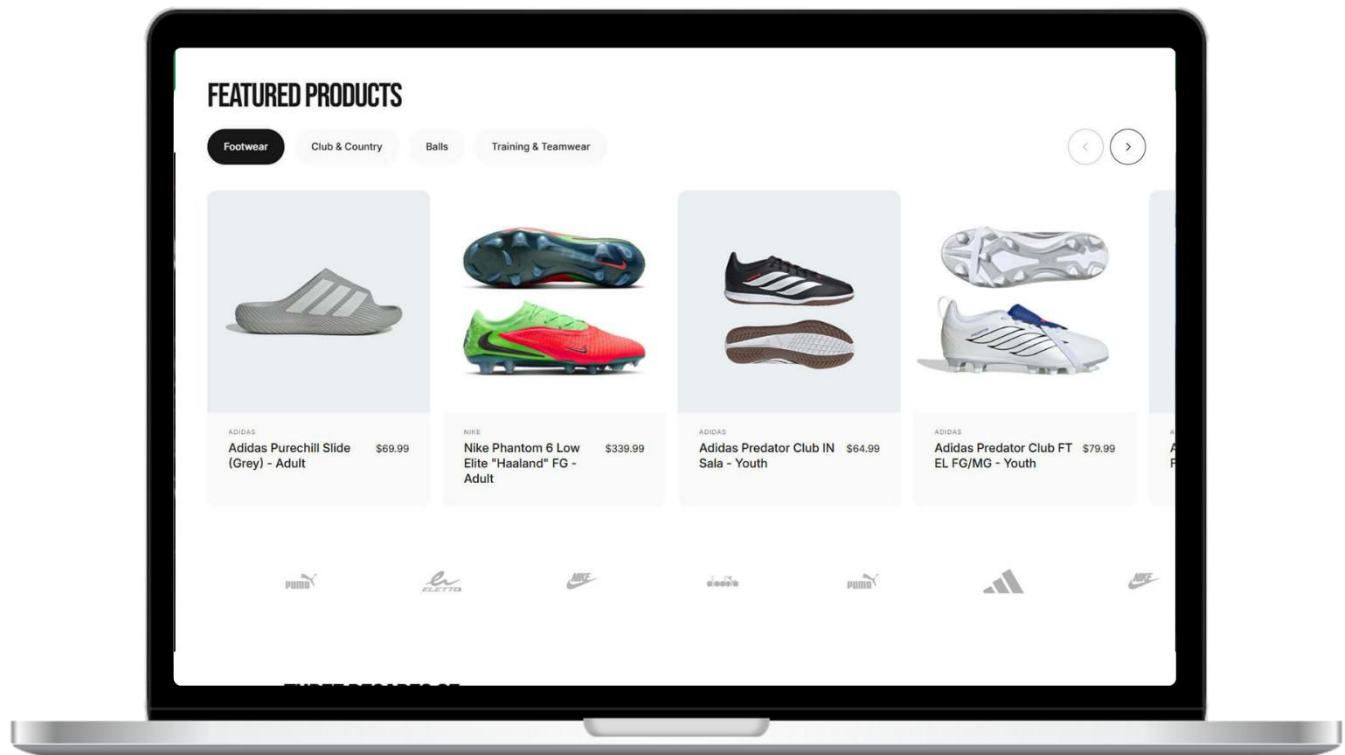 FEATURED PRODUCTS
Footwear
Club & Country
Balls
Training & Teamwear
ADIDAS
Adidas Purechill Slide
(Grey) - Adult
$69.99
NIKE
Nike Phantom 6 Low
Elite "Haaland" FG -
Adult
$339.99
ADIDAS
Adidas Predator Club IN
Sala - Youth
$64.99
ADIDAS
Adidas Predator Club FT
EL FG/MG - Youth
$79.99
A
A
F
PUMA
ELETTO
NIKE
diadora
PUMA
NIKE